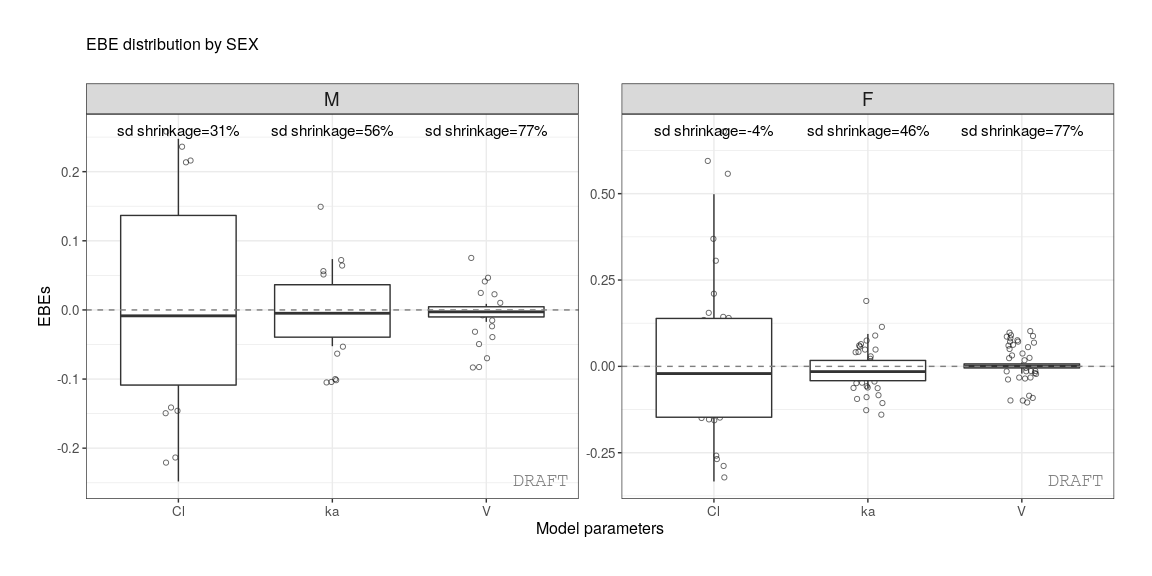 EBE distribution by SEX
M
F
sd shrinkage=31%
sd shrinkage=56%
sd shrinkage=77%
sd shrinkage=-4%
sd shrinkage=46%
sd shrinkage=77%
EBEs
0.2
0.1
0.0
-0.1
-0.2
0.50
0.25
0.00
-0.25
DRAFT
DRAFT
Cl
ka
V
Cl
ka
V
Model parameters